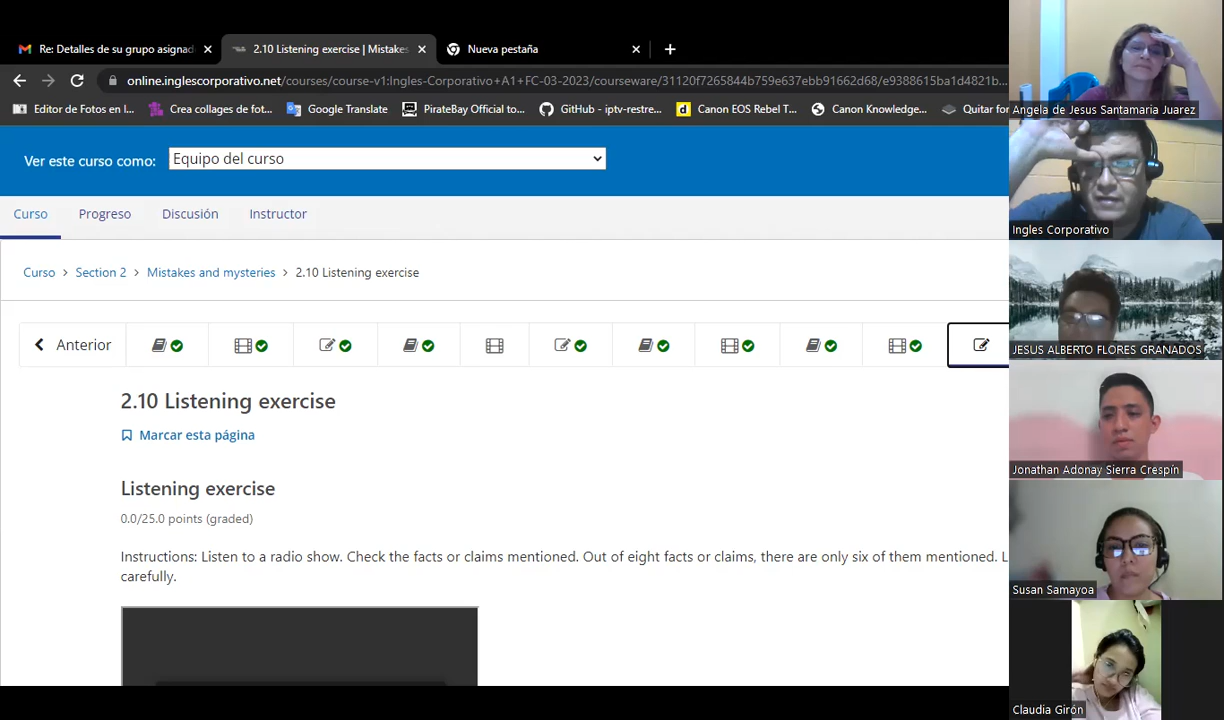 Re: Detalles de su grupo asignad
2.10 Listening exercise | Mistakes
Nueva pestaña
online.inglescorporativo.net/courses/course-v1:Ingles-Corporativo+A1+FC-03-2023/courseware/31120f7265844b759e637ebb91662d68/e9388615ba1d4821b...
Editor de Fotos en l...
Crea collages de fot...
Google Translate
PirateBay Official to...
GitHub - iptv-restre...
Canon EOS Rebel T...
Canon Knowledge...
Quitar for
Ver este curso como:
Equipo del curso
Curso
Progreso
Discusión
Instructor
Curso > Section 2 > Mistakes and mysteries > 2.10 Listening exercise
Anterior
2.10 Listening exercise
Marcar esta página
Listening exercise
0.0/25.0 points (graded)
Instructions: Listen to a radio show. Check the facts or claims mentioned. Out of eight facts or claims, there are only six of them mentioned. L
carefully.
Angela de Jesus Santamaria Juarez
Ingles Corporativo
JESUS ALBERTO FLORES GRANADOS
Jonathan Adonay Sierra Crespín
Susan Samayoa
Claudia Girón